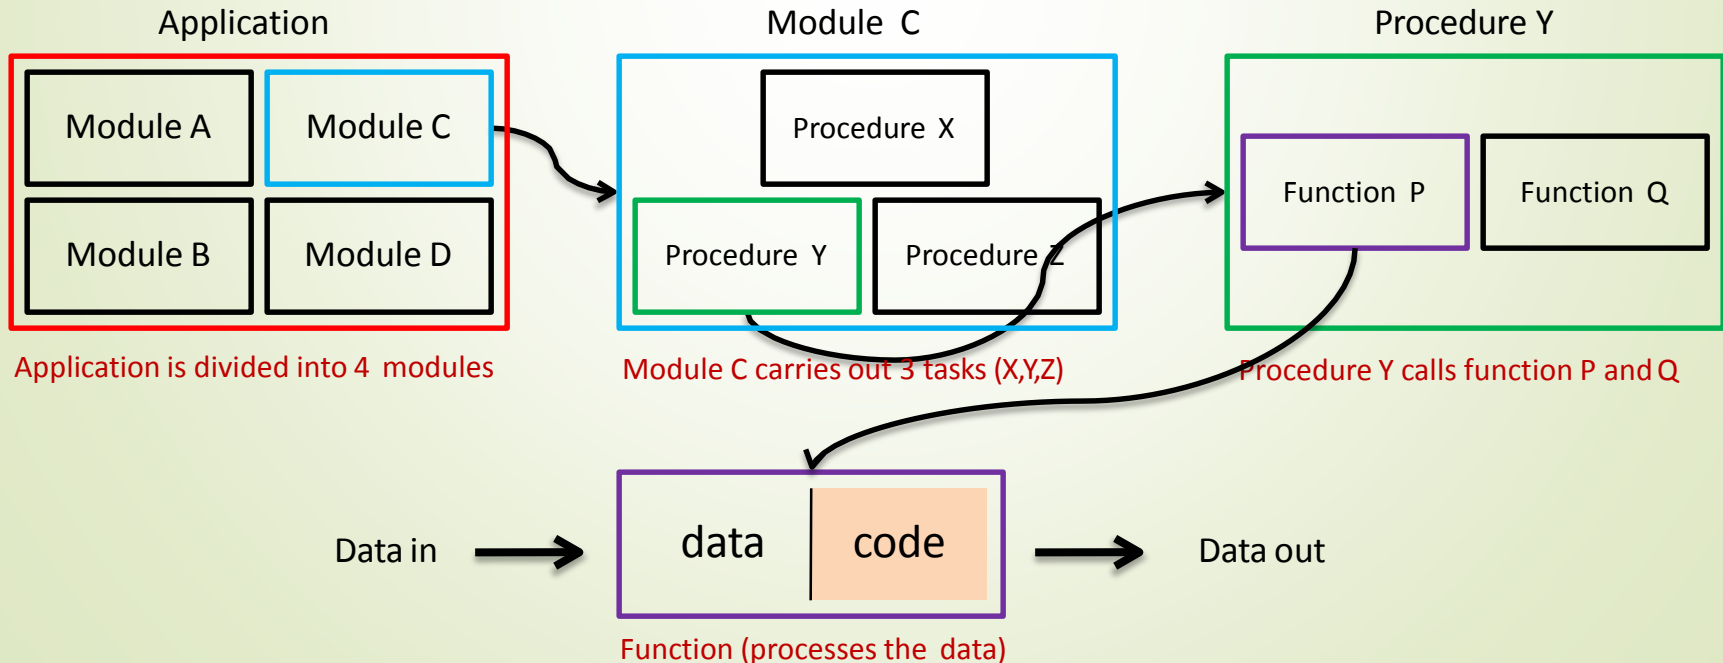 Application
Module A
Module C
Module B
Module D
Application is divided into 4 modules
Module C
Procedure X
Procedure Y
Procedure Z
Module C carries out 3 tasks (X,Y,Z)
Procedure Y
Function P
Function Q
Procedure Y calls function P and Q
Data in
data
code
Data out
Function (processes the data)